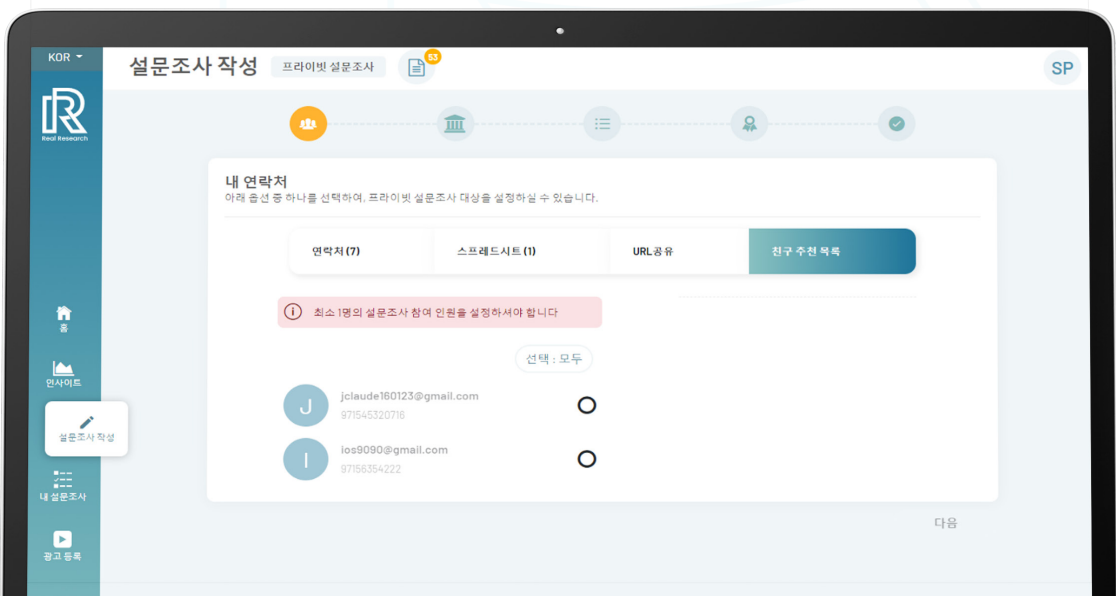 KOR
설문조사 작성
프라이빗 설문조사
53
SP
R
Real Research
내 연락처
아래 옵션 중 하나를 선택하여, 프라이빗 설문조사 대상을 설정하실 수 있습니다.
연락처 (7)
스프레드시트 (1)
URL공유
친구 추천 목록
최소 1명의 설문조사 참여 인원을 설정하셔야 합니다
선택 : 모두
J
jclaude160123@gmail.com
971545320716
I
ios9090@gmail.com
97156354222
다음
홈
인사이트
설문조사 작성
내 설문조사
광고 등록